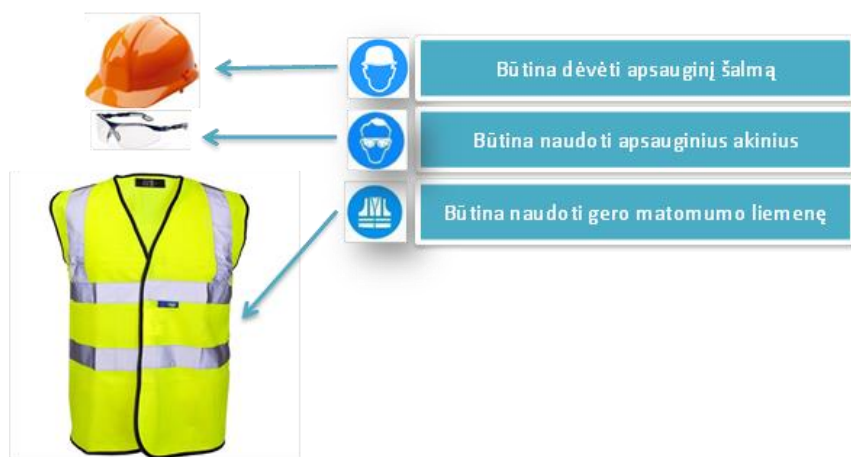 Būtina dėvėti apsauginį šalmą
Būtina naudoti apsauginius akinius
Būtina naudoti gero matomumo liemenę